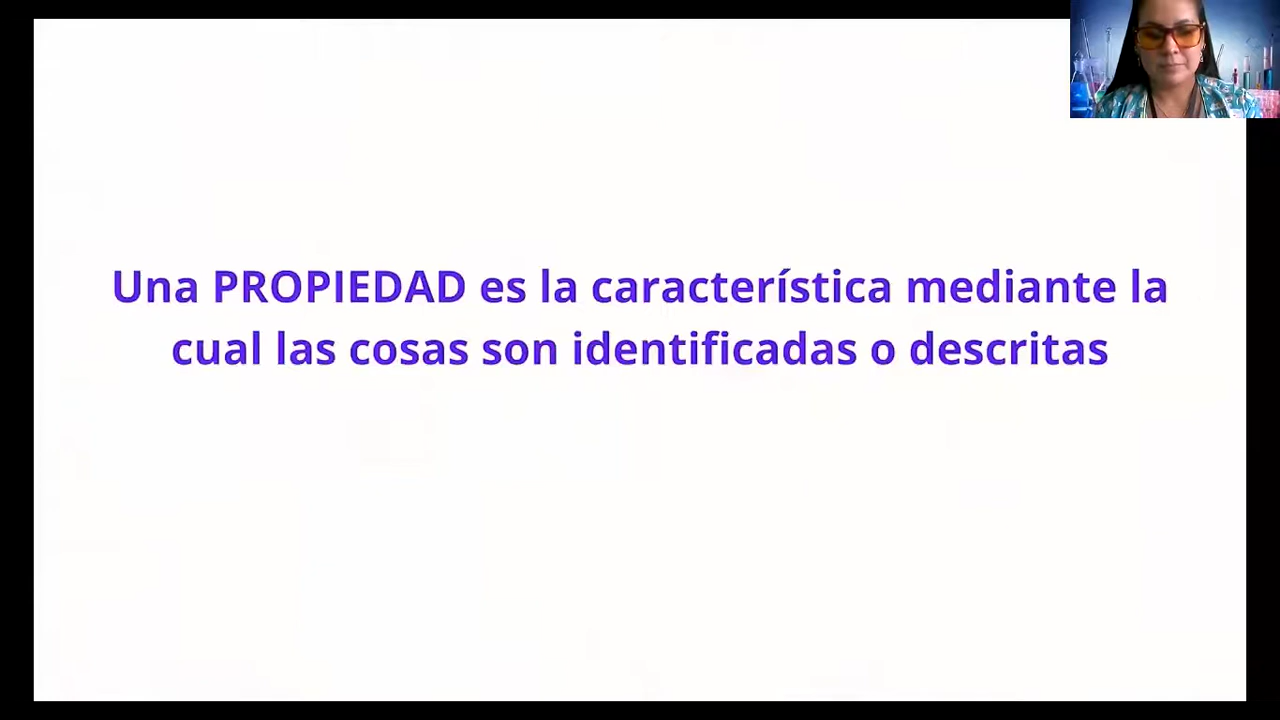 Una PROPIEDAD es la característica mediante la
cual las cosas son identificadas o descritas